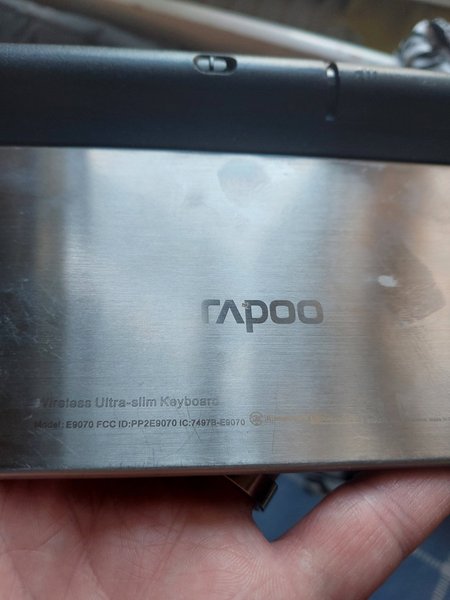 rapoo
Wireless Ultra-slim Keyboard
Model: E9070 FCC ID:PP2E9070 IC:7497B-E9070